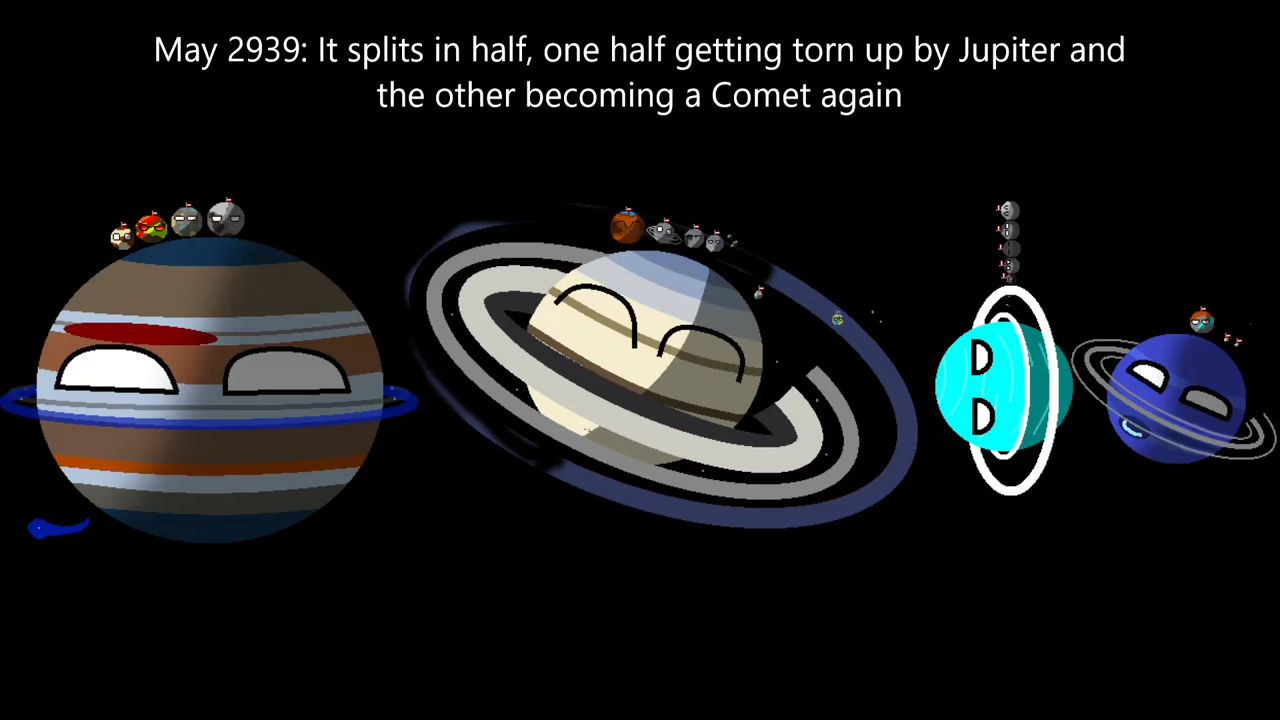 May 2939: It splits in half, one half getting torn up by Jupiter and
the other becoming a Comet again